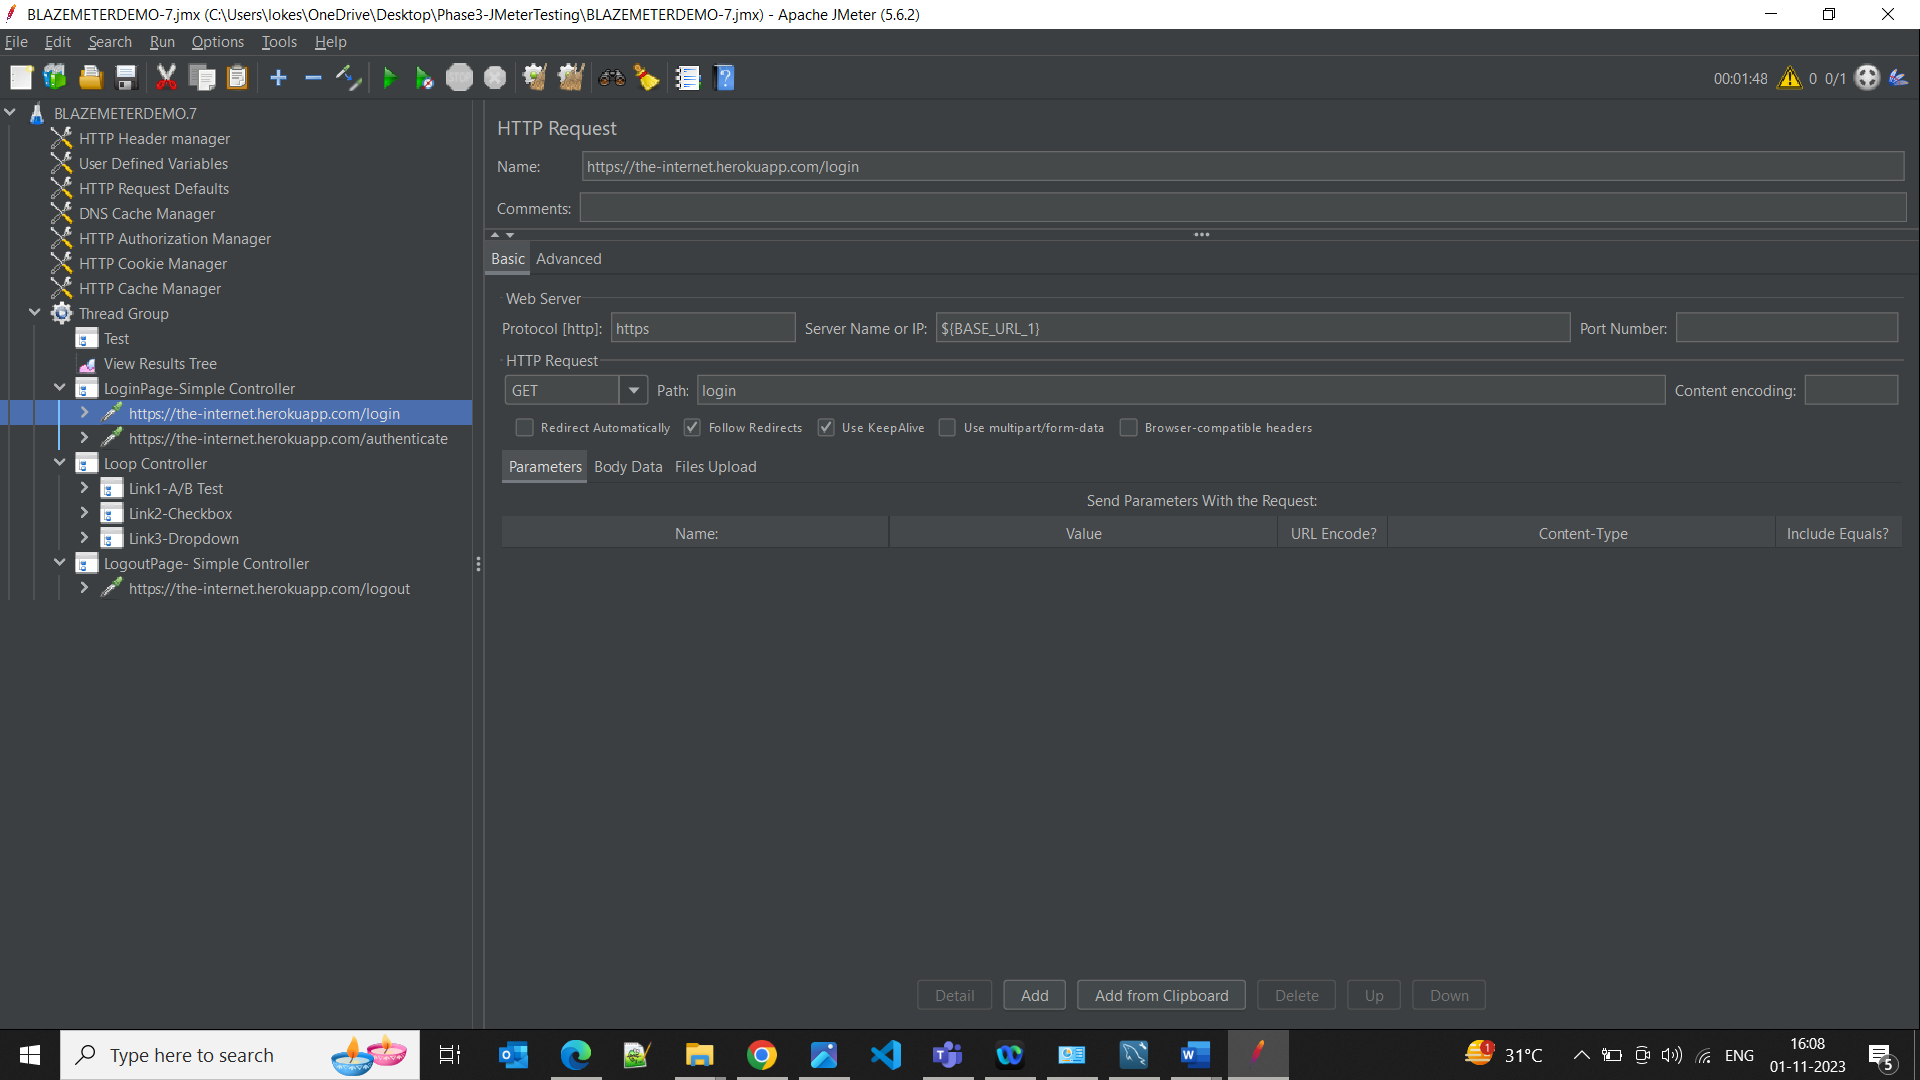 BLAZEMETERDEMO-7.jmx (C:\Users\lokes\OneDrive\Desktop\Phase3-JMeterTesting\BLAZEMETERDEMO-7.jmx) - Apache JMeter (5.6.2)
File Edit Search Run Options Tools Help
STOP
00:01:48 0 0/1
BLAZEMETERDEMO.7
HTTP Header manager
User Defined Variables
HTTP Request Defaults
DNS Cache Manager
HTTP Authorization Manager
HTTP Cookie Manager
HTTP Cache Manager
Thread Group
Test
View Results Tree
LoginPage-Simple Controller
https://the-internet.herokuapp.com/login
https://the-internet.herokuapp.com/authenticate
Loop Controller
Link1-A/B Test
Link2-Checkbox
Link3-Dropdown
LogoutPage- Simple Controller
https://the-internet.herokuapp.com/logout
HTTP Request
Name: https://the-internet.herokuapp.com/login
Comments:
Basic Advanced
Web Server
Protocol [http]: https Server Name or IP: ${BASE_URL_1} Port Number:
HTTP Request
GET Path: login Content encoding:
Redirect Automatically Follow Redirects Use KeepAlive Use multipart/form-data Browser-compatible headers
Parameters Body Data Files Upload
Send Parameters With the Request:
Name: Value URL Encode? Content-Type Include Equals?
Detail Add Add from Clipboard Delete Up Down
Type here to search
1 31°C ENG 16:08
01-11-2023 5